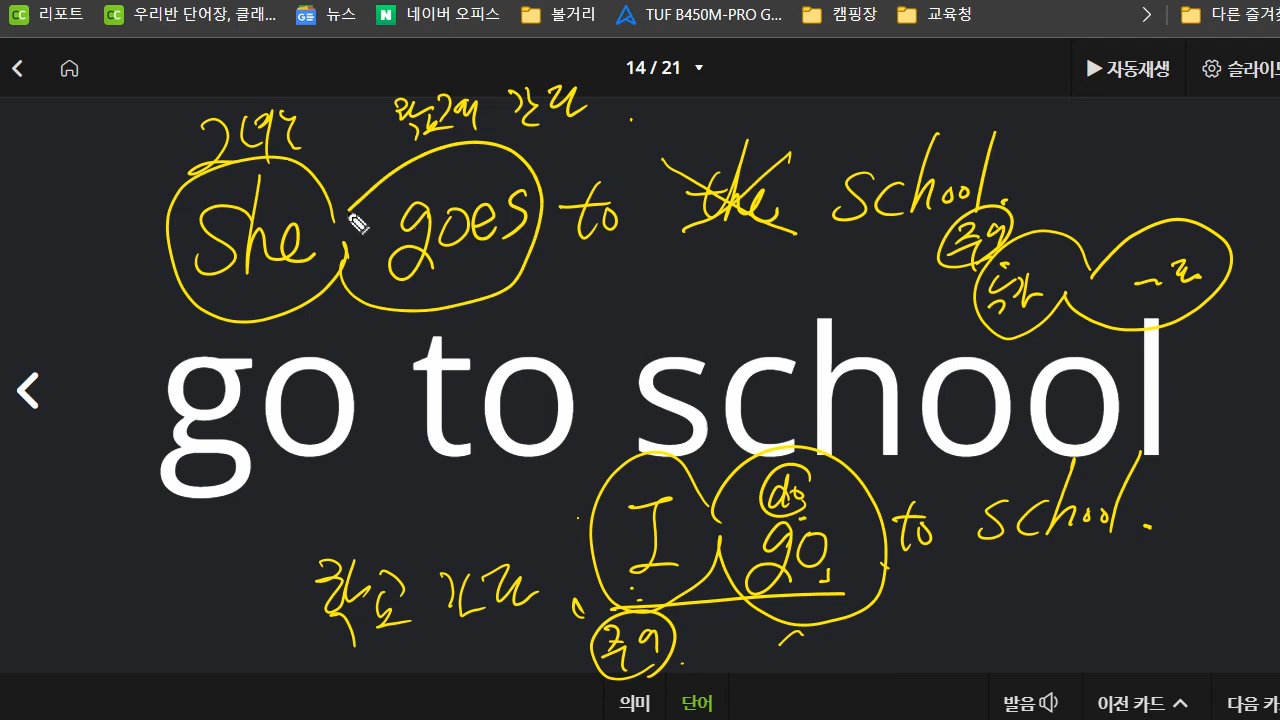 리포트 우리반 단어장, 클래... 뉴스 네이버 오피스 볼거리 TUF B450M-PRO G... 캠핑장 교육청 다른 즐겨찾
14 / 21 자동재생 슬라이드
그녀는 학교에 간다.
She goes to the school.
주어
~로
go to school
do
I go to school.
학교 간다.
주어
의미 단어 발음 이전 카드 다음 카